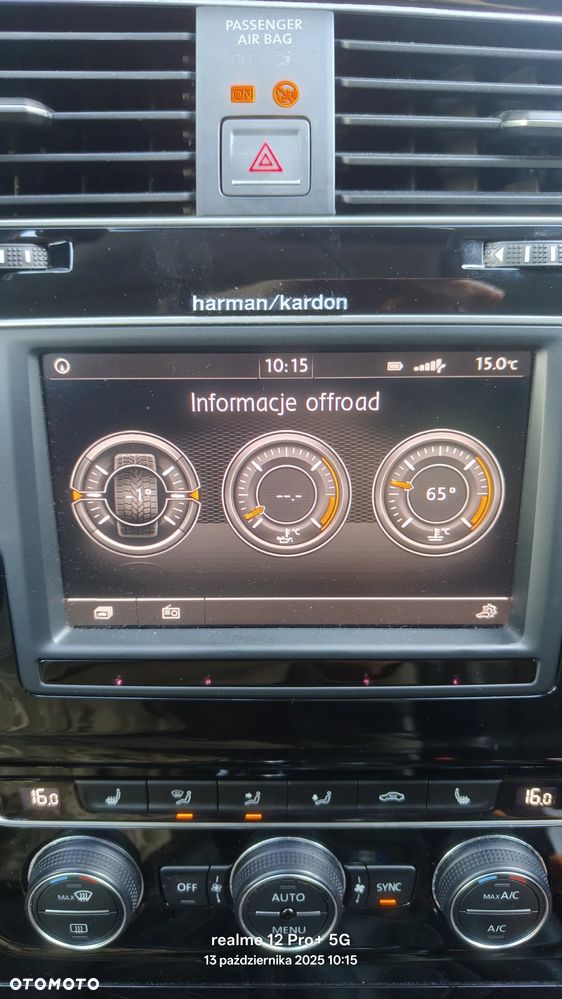 PASSENGER
AIR BAG
ON
harman/kardon
10:15
15.0°C
Informacje offroad
-1°
--.-
65°
°C
°C
16.0
16.0
MAX
OFF
AUTO
MENU
SYNC
MAX A/C
A/C
realme 12 Pro+ 5G
13 października 2025 10:15
OTOMOTO